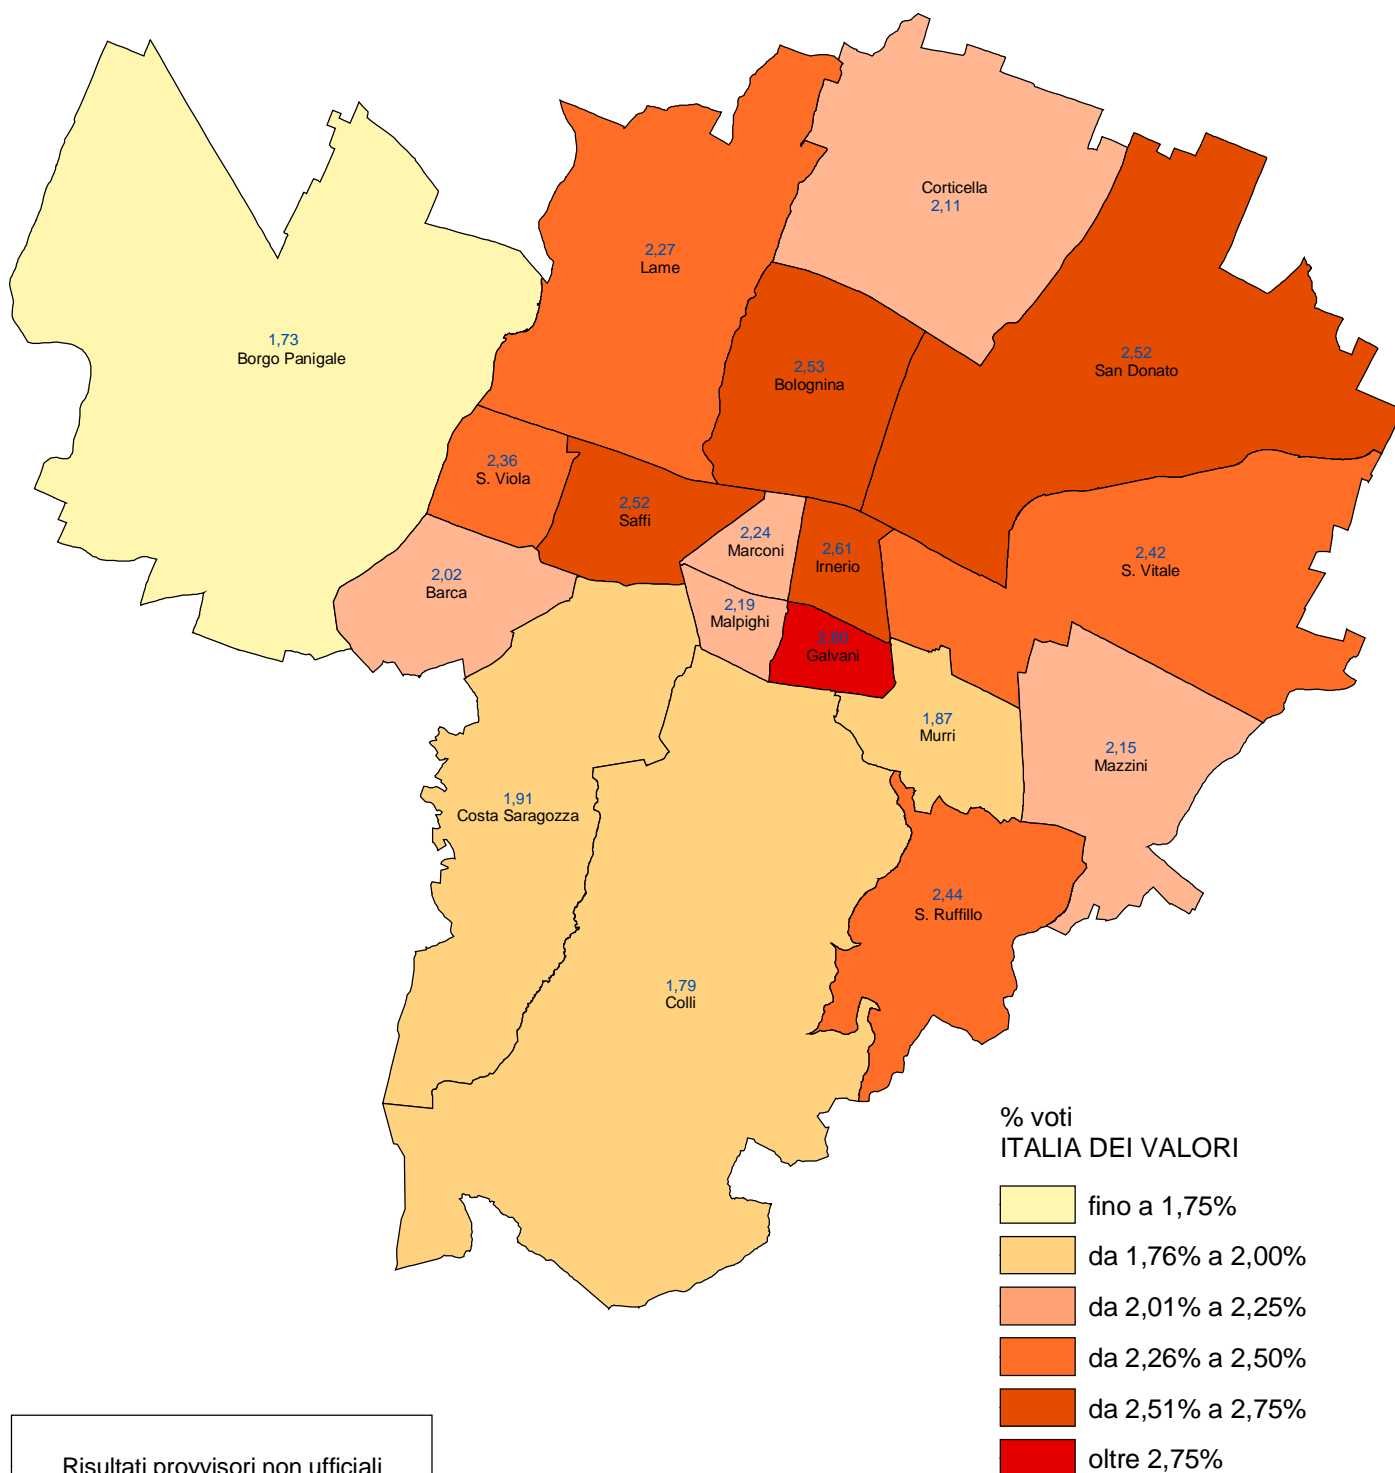 Corticella
2,11
2,27
Lame
1,73
Borgo Panigale
2,53
Bolognina
2,52
San Donato
2,36
S. Viola
2,52
Saffi
2,24
Marconi
2,61
Irnerio
2,42
S. Vitale
2,02
Barca
2,19
Malpighi
Galvani
1,87
Murri
2,15
Mazzini
1,91
Costa Saragozza
2,44
S. Ruffillo
1,79
Colli
% voti
ITALIA DEI VALORI
fino a 1,75%
da 1,76% a 2,00%
da 2,01% a 2,25%
da 2,26% a 2,50%
da 2,51% a 2,75%
oltre 2,75%
Risultati provvisori non ufficiali